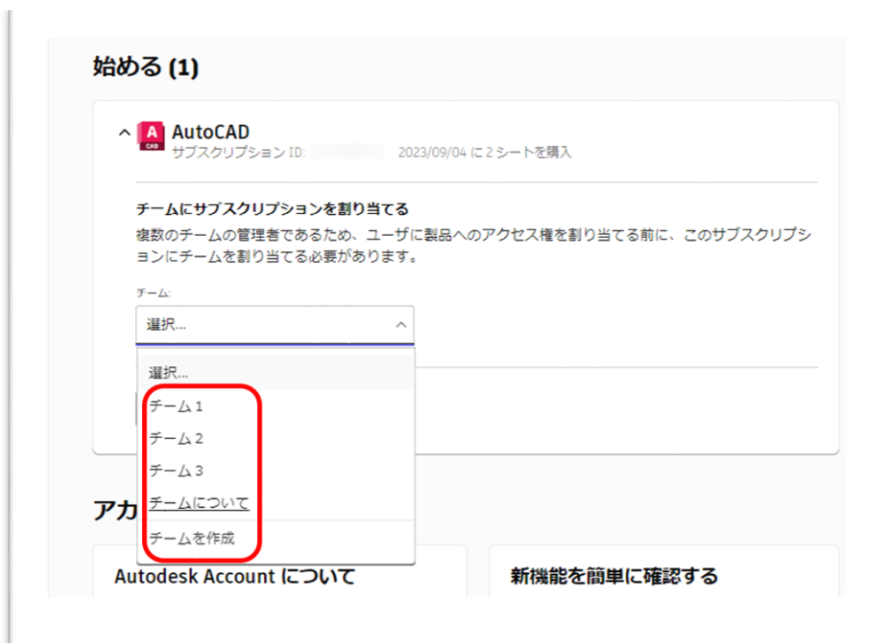 始める (1)
AutoCAD
サブスクリプション ID: 2023/09/04 に 2 シートを購入
チームにサブスクリプションを割り当てる
複数のチームの管理者であるため、ユーザに製品へのアクセス権を割り当てる前に、このサブスクリプシ
ョンにチームを割り当てる必要があります。
チーム:
選択...
選択...
チーム 1
チーム 2
チーム 3
チームについて
チームを作成
アカ
Autodesk Account について
新機能を簡単に確認する